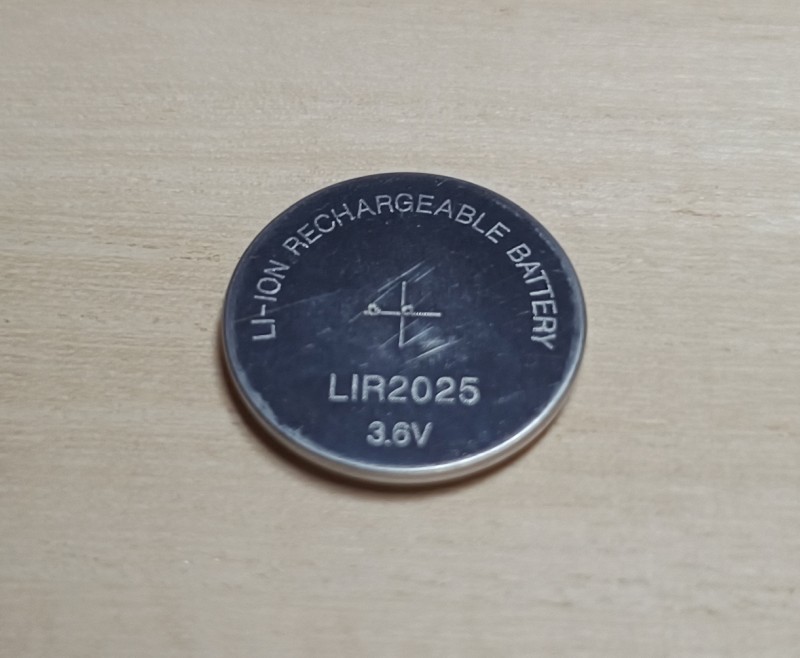 LI-ION RECHARGEABLE BATTERY
+
LIR2025
3.6V